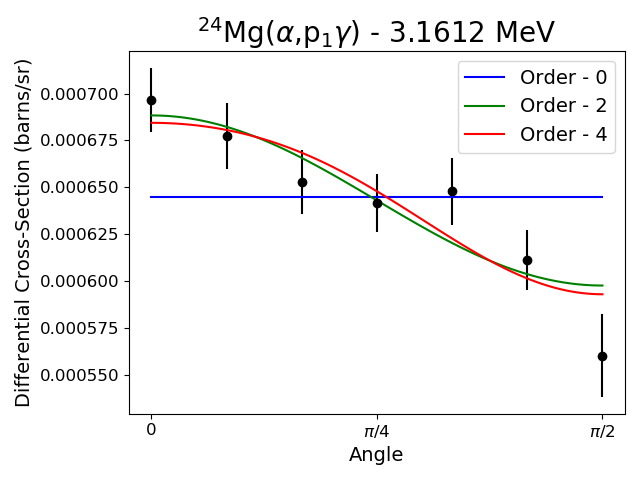 ²⁴Mg(α,p₁γ) - 3.1612 MeV
Differential Cross-Section (barns/sr)
0.000700
0.000675
0.000650
0.000625
0.000600
0.000575
0.000550
Order - 0
Order - 2
Order - 4
0
π/4
π/2
Angle